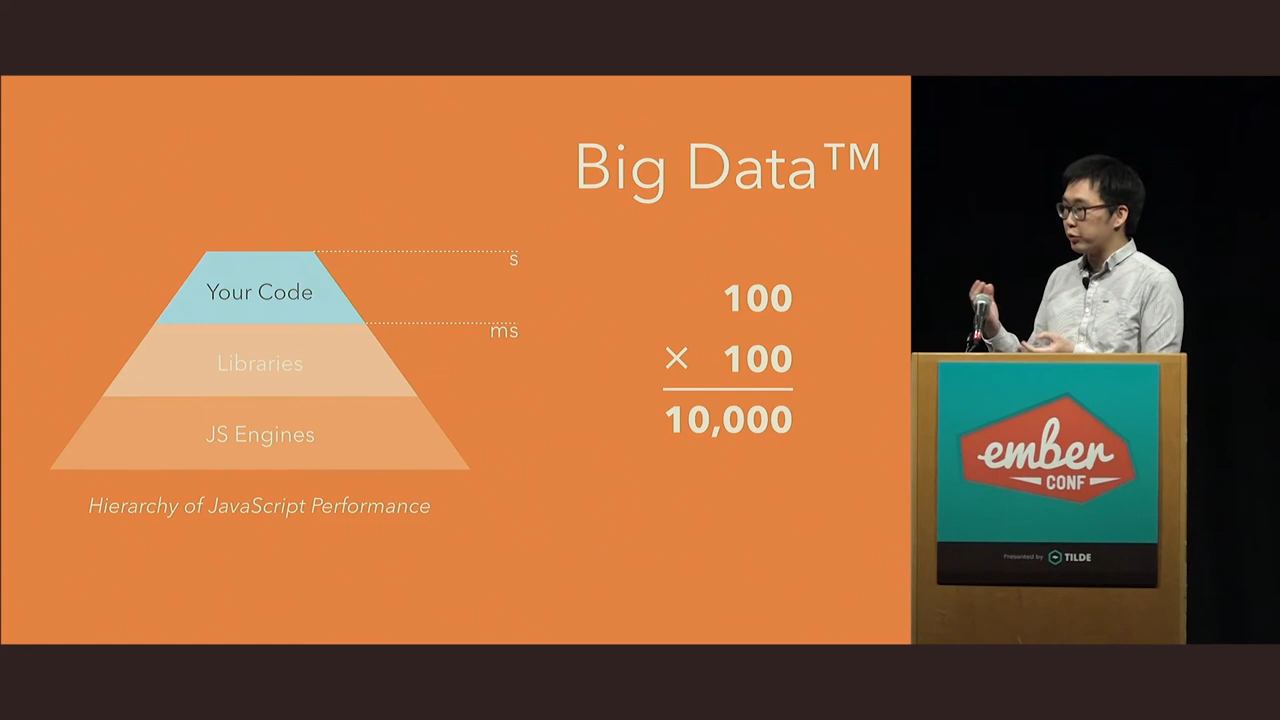 Big Data™
s
Your Code
ms
Libraries
JS Engines
Hierarchy of JavaScript Performance
100
× 100
10,000
ember
CONF
Presented by TILDE